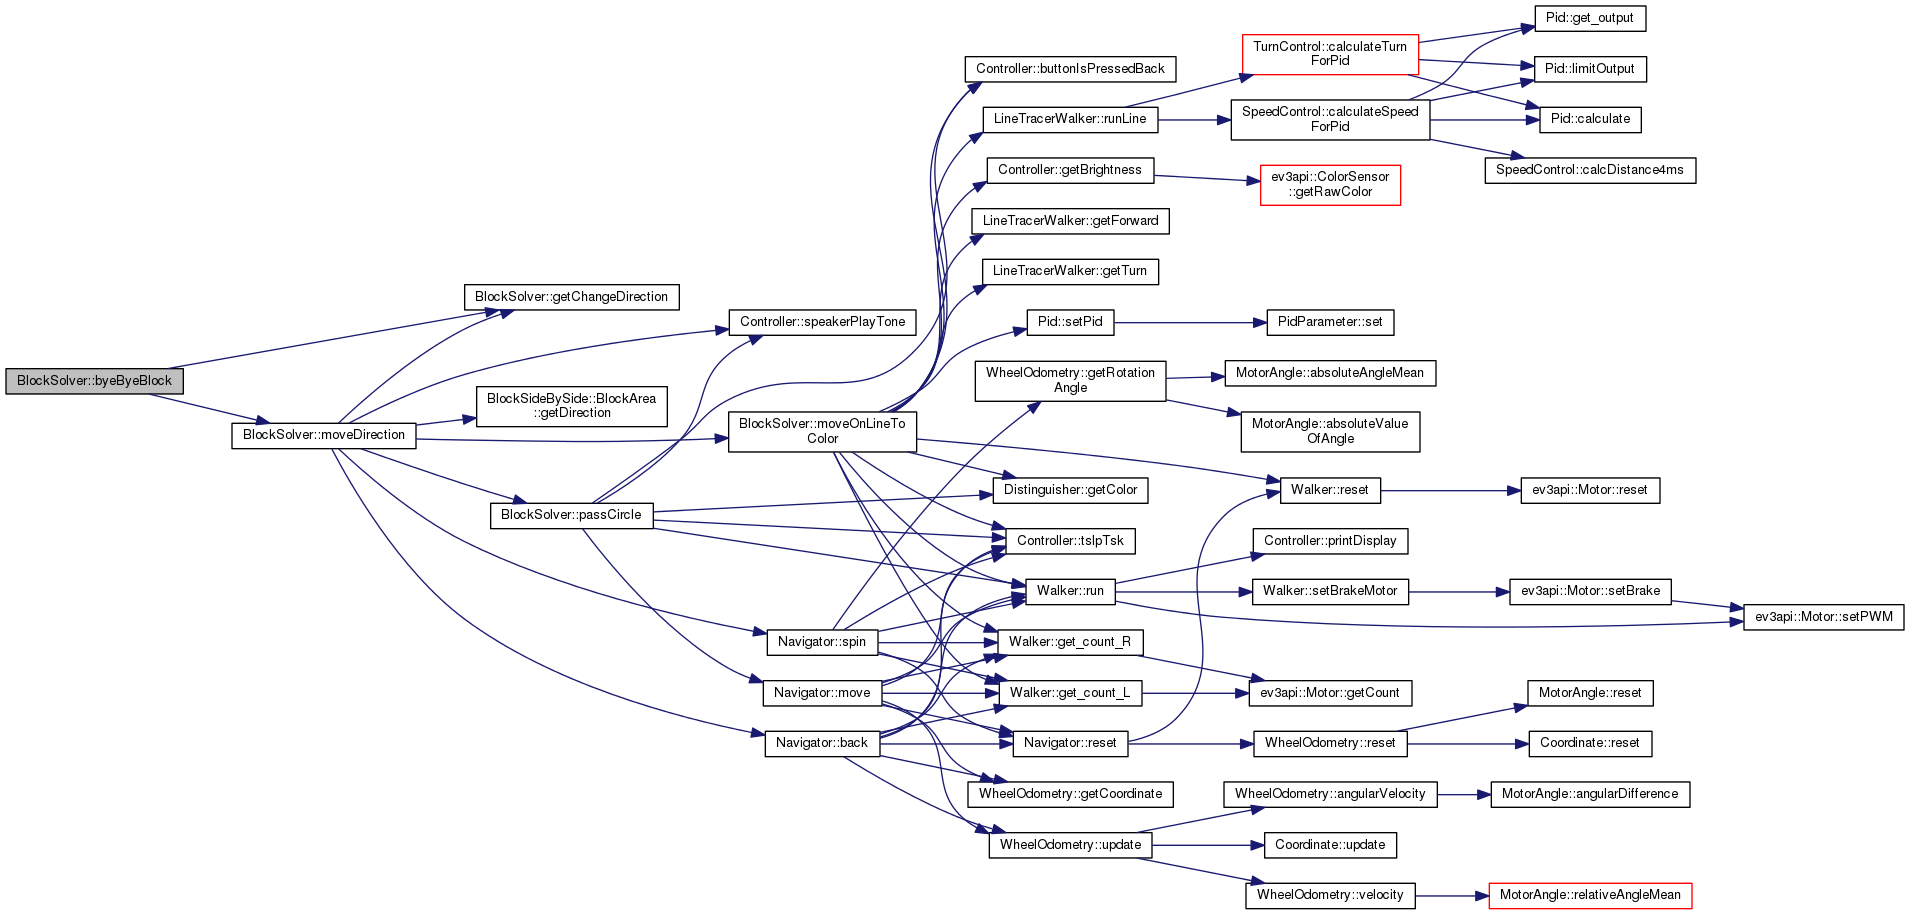 BlockSolver::byeByeBlock
BlockSolver::moveDirection
BlockSolver::getChangeDirection
BlockSideBySide::BlockArea
::getDirection
BlockSolver::passCircle
Controller::speakerPlayTone
BlockSolver::moveOnLineTo
Color
Navigator::spin
Navigator::move
Navigator::back
Controller::buttonIsPressedBack
LineTracerWalker::runLine
Controller::getBrightness
LineTracerWalker::getForward
LineTracerWalker::getTurn
Pid::setPid
WheelOdometry::getRotation
Angle
Distinguisher::getColor
Controller::tslpTsk
Walker::run
Walker::get_count_R
Walker::get_count_L
Navigator::reset
WheelOdometry::getCoordinate
WheelOdometry::update
TurnControl::calculateTurn
ForPid
SpeedControl::calculateSpeed
ForPid
ev3api::ColorSensor
::getRawColor
PidParameter::set
MotorAngle::absoluteAngleMean
MotorAngle::absoluteValue
OfAngle
Walker::reset
Controller::printDisplay
Walker::setBrakeMotor
ev3api::Motor::getCount
WheelOdometry::reset
WheelOdometry::angularVelocity
Coordinate::update
WheelOdometry::velocity
Pid::get_output
Pid::limitOutput
Pid::calculate
SpeedControl::calcDistance4ms
ev3api::Motor::reset
ev3api::Motor::setBrake
MotorAngle::reset
Coordinate::reset
MotorAngle::angularDifference
MotorAngle::relativeAngleMean
ev3api::Motor::setPWM